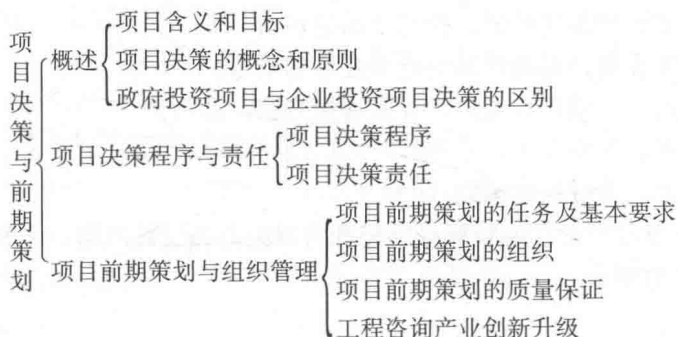 项目决策与前期策划
概述
项目含义和目标
项目决策的概念和原则
政府投资项目与企业投资项目决策的区别
项目决策程序与责任
项目决策程序
项目决策责任
项目前期策划与组织管理
项目前期策划的任务及基本要求
项目前期策划的组织
项目前期策划的质量保证
工程咨询产业创新升级